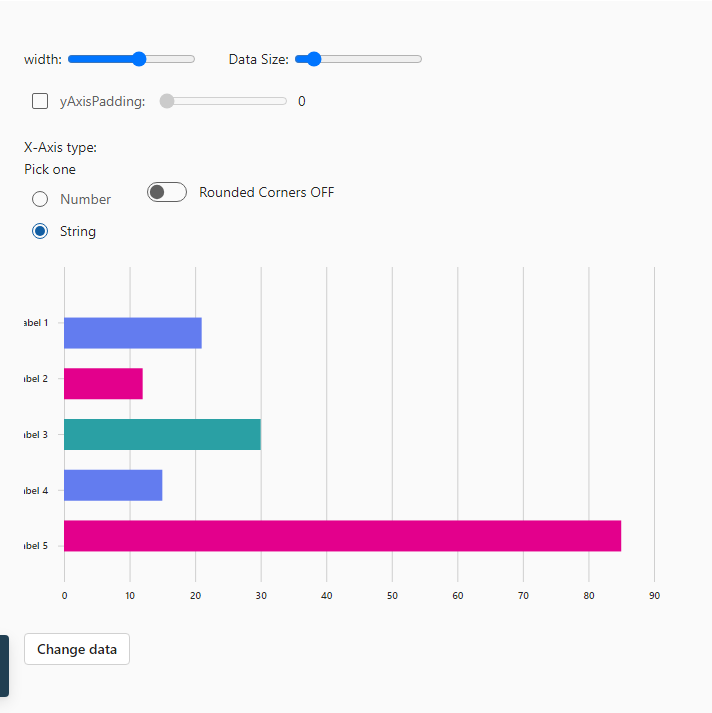 width: Data Size:
yAxisPadding: 0
X-Axis type:
Pick one
Number
Rounded Corners OFF
String
abel 1
abel 2
abel 3
abel 4
abel 5
0 10 20 30 40 50 60 70 80 90
Change data